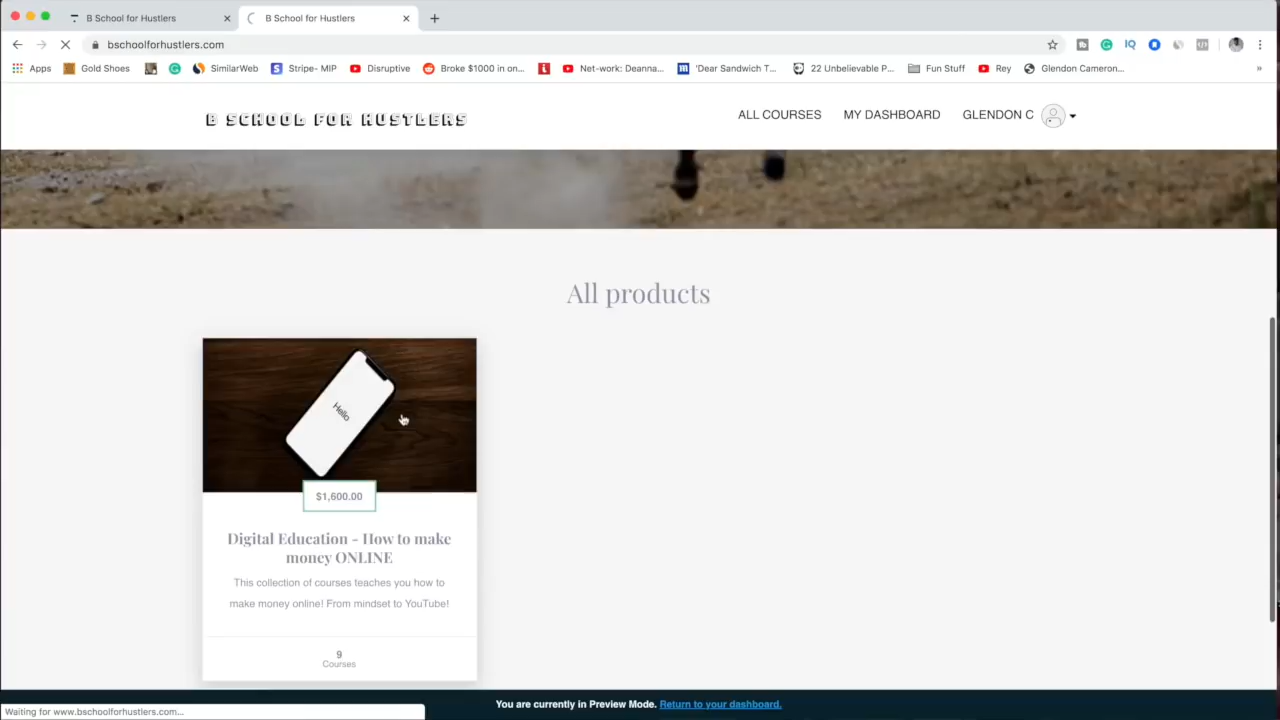 B School for Hustlers
B School for Hustlers
bschoolforhustlers.com
Apps
Gold Shoes
SimilarWeb
Stripe- MIP
Disruptive
Broke $1000 in on...
Net-work: Deanna...
'Dear Sandwich T...
22 Unbelievable P...
Fun Stuff
Rey
Glendon Cameron...
»
B SCHOOL FOR HUSTLERS
ALL COURSES
MY DASHBOARD
GLENDON C
All products
Hello
$1,600.00
Digital Education - How to make
money ONLINE
This collection of courses teaches you how to
make money online! From mindset to YouTube!
9
Courses
You are currently in Preview Mode. Return to your dashboard.
Waiting for www.bschoolforhustlers.com...